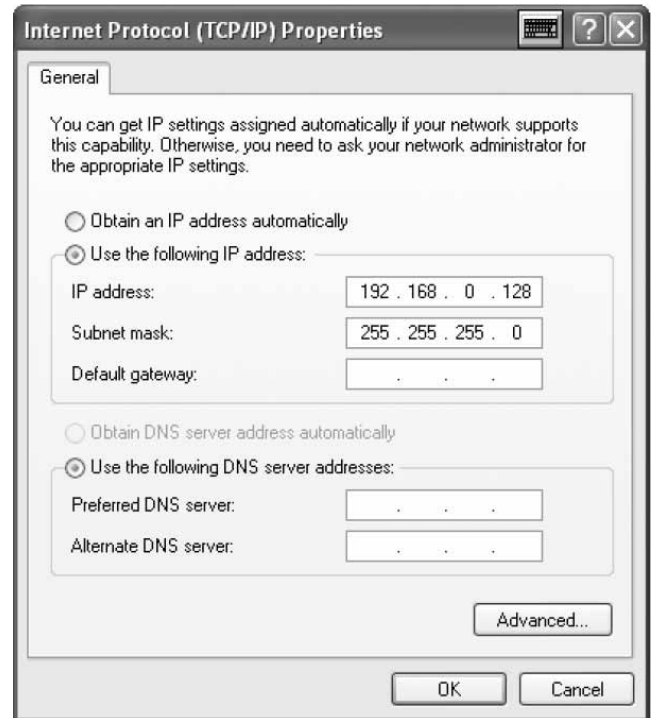 Internet Protocol (TCP/IP) Properties
General
You can get IP settings assigned automatically if your network supports
this capability. Otherwise, you need to ask your network administrator for
the appropriate IP settings.
Obtain an IP address automatically
Use the following IP address:
IP address: 192 . 168 . 0 . 128
Subnet mask: 255 . 255 . 255 . 0
Default gateway: . . .
Obtain DNS server address automatically
Use the following DNS server addresses:
Preferred DNS server: . . .
Alternate DNS server: . . .
Advanced...
OK Cancel